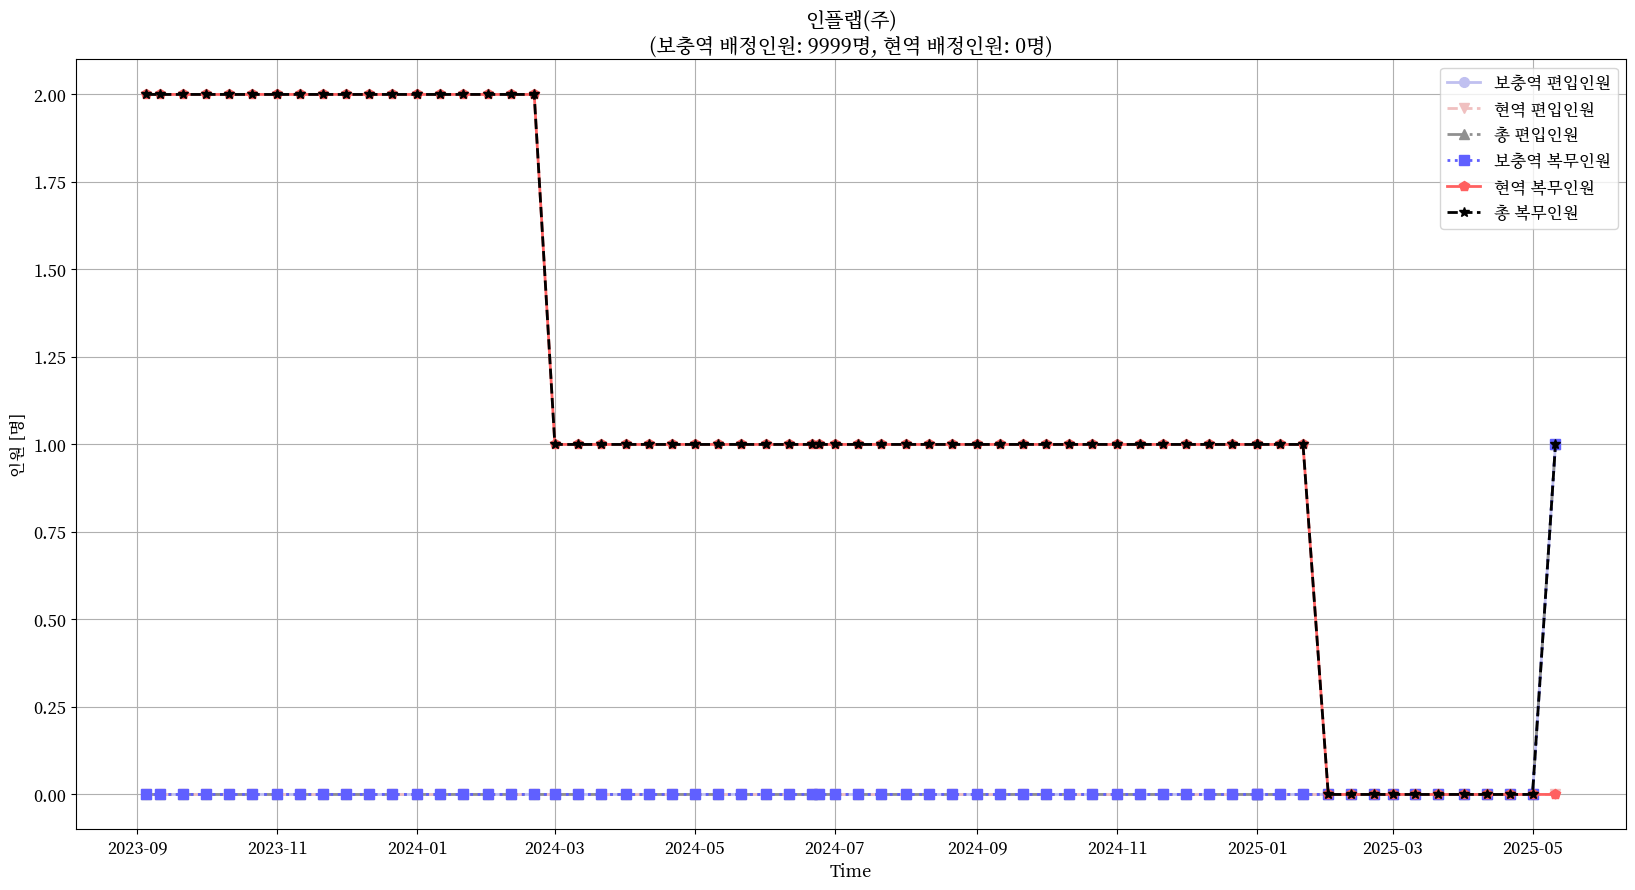 인플랩(주)
(보충역 배정인원: 9999명, 현역 배정인원: 0명)
보충역 편입인원
현역 편입인원
총 편입인원
보충역 복무인원
현역 복무인원
총 복무인원
인원 [명]
2.00
1.75
1.50
1.25
1.00
0.75
0.50
0.25
0.00
2023-09 2023-11 2024-01 2024-03 2024-05 2024-07 2024-09 2024-11 2025-01 2025-03 2025-05
Time